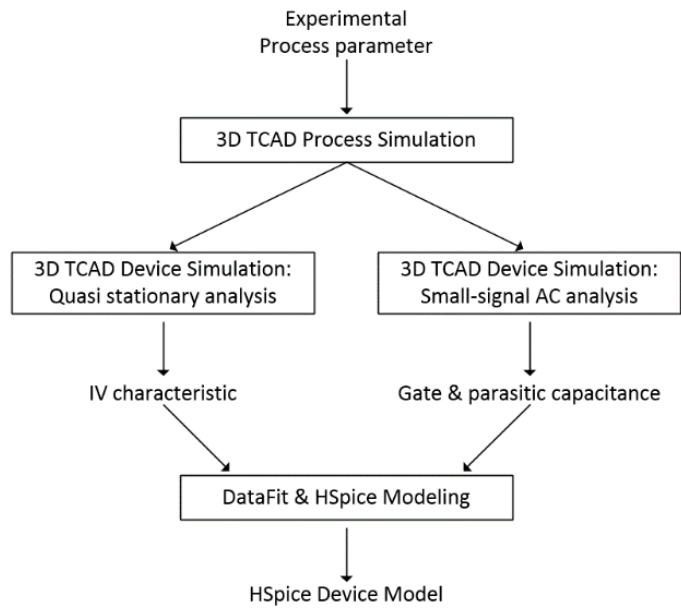 Experimental
Process parameter
3D TCAD Process Simulation
3D TCAD Device Simulation:
Quasi stationary analysis
3D TCAD Device Simulation:
Small-signal AC analysis
IV characteristic
Gate & parasitic capacitance
DataFit & HSpice Modeling
HSpice Device Model